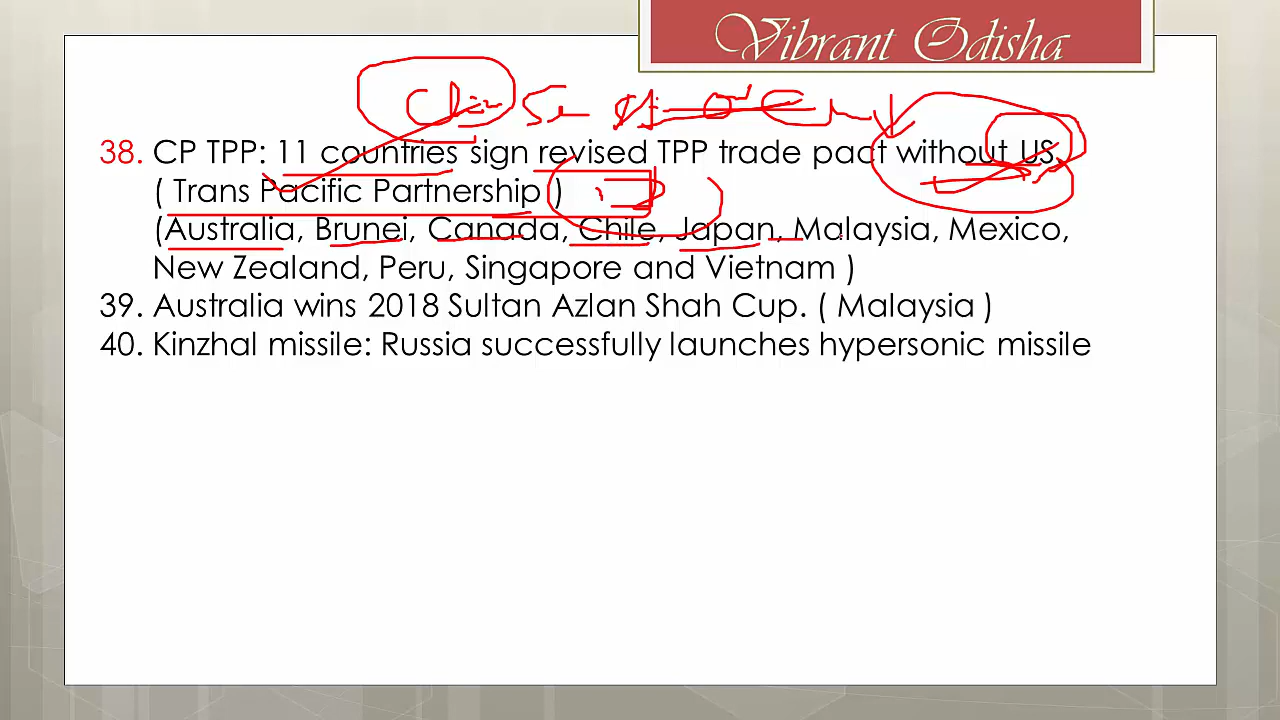 Vibrant Odisha
38. CP TPP: 11 countries sign revised TPP trade pact without US
( Trans Pacific Partnership )
(Australia, Brunei, Canada, Chile, Japan, Malaysia, Mexico,
New Zealand, Peru, Singapore and Vietnam )
39. Australia wins 2018 Sultan Azlan Shah Cup. ( Malaysia )
40. Kinzhal missile: Russia successfully launches hypersonic missile